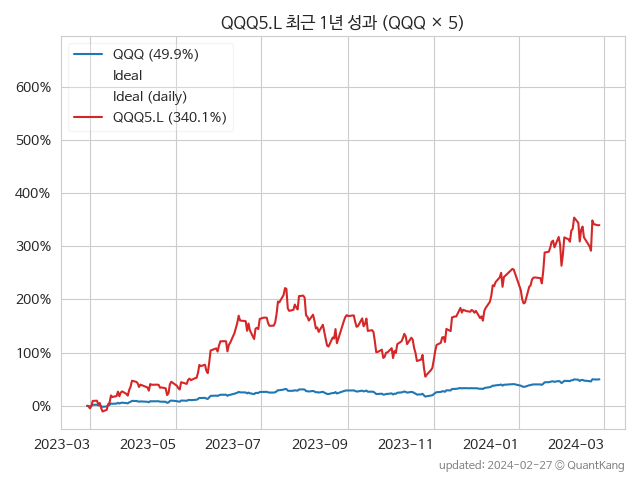 QQQ5.L 최근 1년 성과 (QQQ × 5)
QQQ (49.9%)
Ideal
Ideal (daily)
QQQ5.L (340.1%)
600%
500%
400%
300%
200%
100%
0%
2023-03 2023-05 2023-07 2023-09 2023-11 2024-01 2024-03
updated: 2024-02-27 © QuantKang